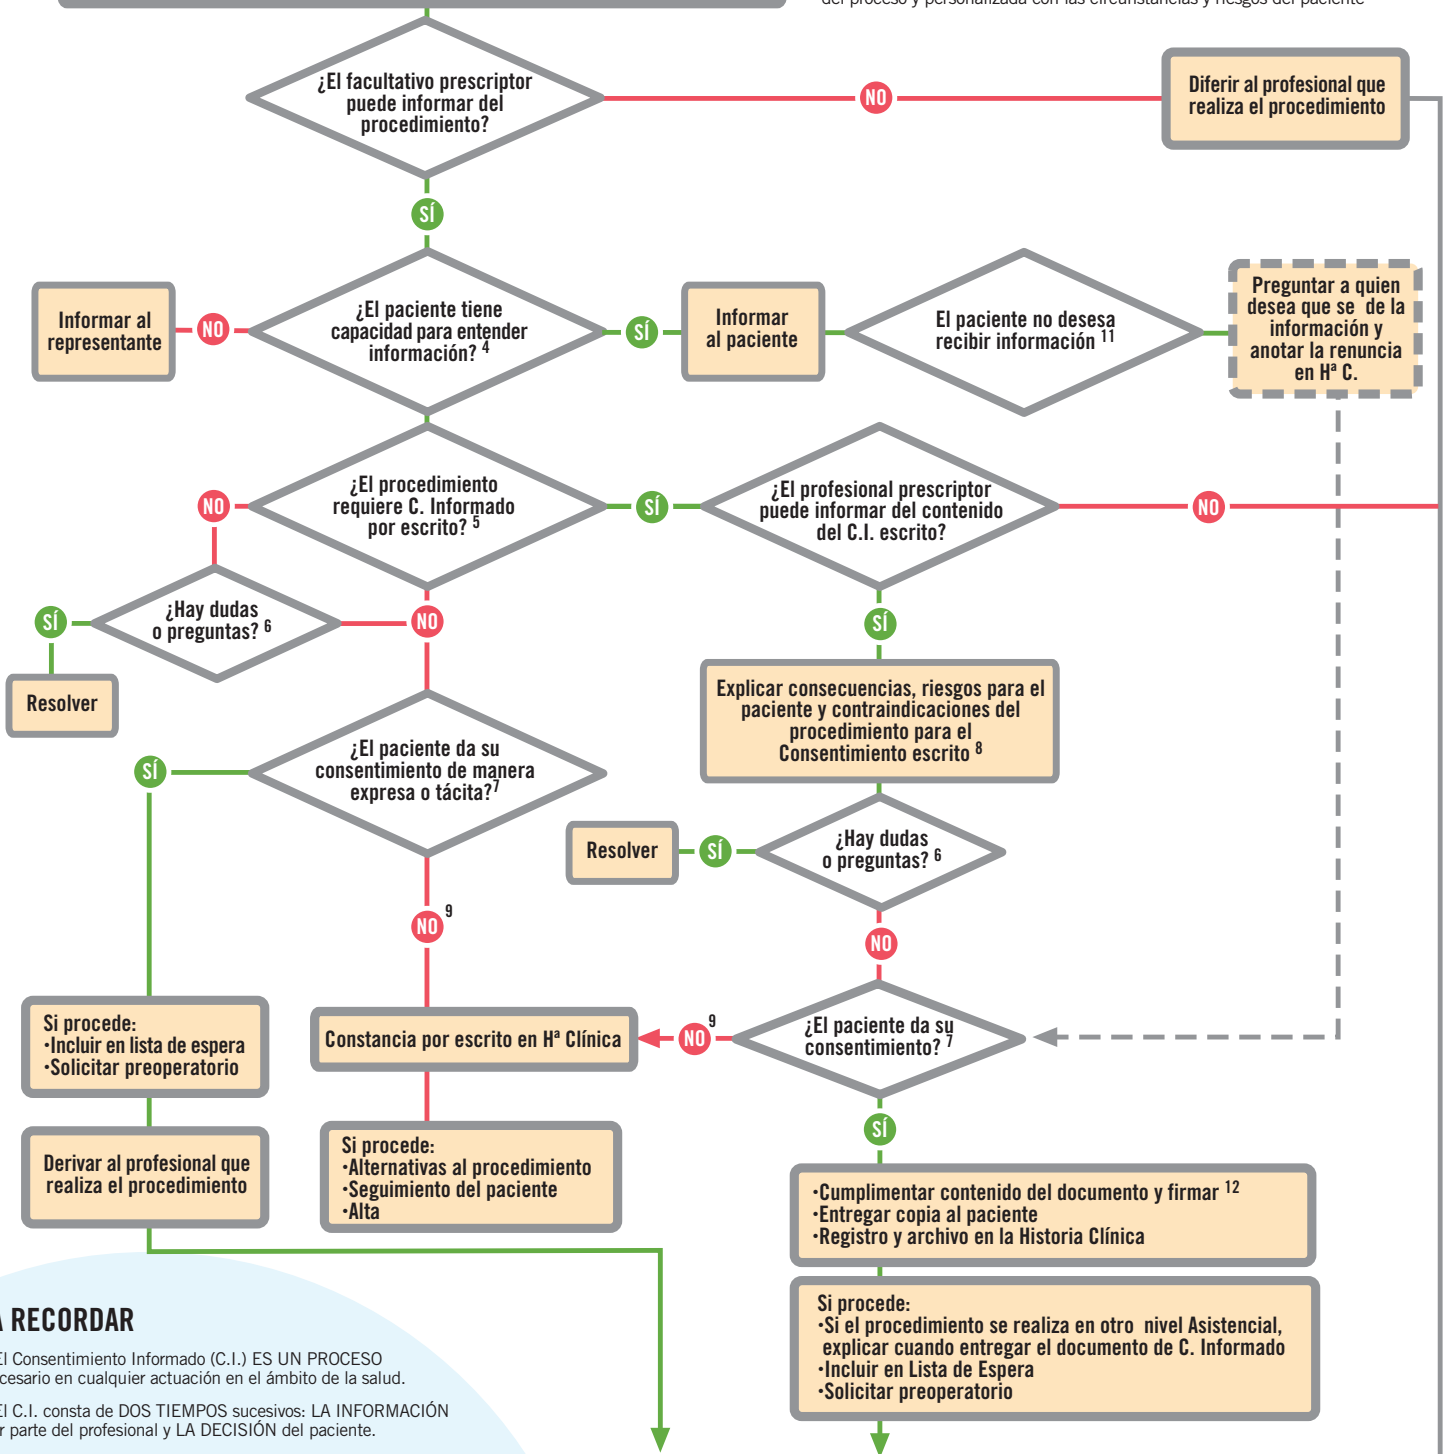 del proceso y personalizada con las circunstancias y riesgos del paciente
¿El facultativo prescriptor
puede informar del
procedimiento?
NO
Diferir al profesional que
realiza el procedimiento
SÍ
Informar al
representante
NO
¿El paciente tiene
capacidad para entender
información? 4
SÍ
Informar
al paciente
El paciente no desesa
recibir información 11
Preguntar a quien
desea que se de la
información y
anotar la renuncia
en Hª C.
NO
¿El procedimiento
requiere C. Informado
por escrito? 5
SÍ
¿El profesional prescriptor
puede informar del contenido
del C.I. escrito?
NO
SÍ
¿Hay dudas
o preguntas? 6
NO
SÍ
Resolver
Explicar consecuencias, riesgos para el
paciente y contraindicaciones del
procedimiento para el
Consentimiento escrito 8
SÍ
¿El paciente da su
consentimiento de manera
expresa o tácita?7
Resolver
SÍ
¿Hay dudas
o preguntas? 6
NO 9
NO
Si procede:
·Incluir en lista de espera
·Solicitar preoperatorio
Constancia por escrito en Hª Clínica
NO 9
¿El paciente da su
consentimiento? 7
SÍ
Derivar al profesional que
realiza el procedimiento
Si procede:
·Alternativas al procedimiento
·Seguimiento del paciente
·Alta
·Cumplimentar contenido del documento y firmar 12
·Entregar copia al paciente
·Registro y archivo en la Historia Clínica
Si procede:
·Si el procedimiento se realiza en otro nivel Asistencial,
explicar cuando entregar el documento de C. Informado
·Incluir en Lista de Espera
·Solicitar preoperatorio
A RECORDAR
El Consentimiento Informado (C.I.) ES UN PROCESO
cesario en cualquier actuación en el ámbito de la salud.
El C.I. consta de DOS TIEMPOS sucesivos: LA INFORMACIÓN
r parte del profesional y LA DECISIÓN del paciente.